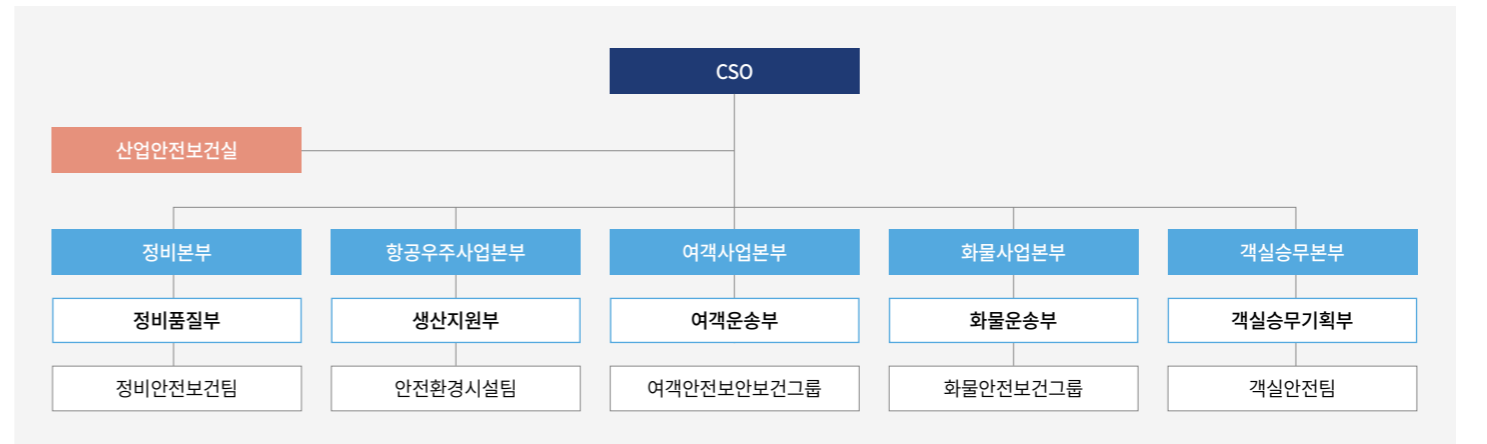 CSO
산업안전보건실
정비본부
항공우주사업본부
여객사업본부
화물사업본부
객실승무본부
정비품질부
생산지원부
여객운송부
화물운송부
객실승무기획부
정비안전보건팀
안전환경시설팀
여객안전보안보건그룹
화물안전보건그룹
객실안전팀